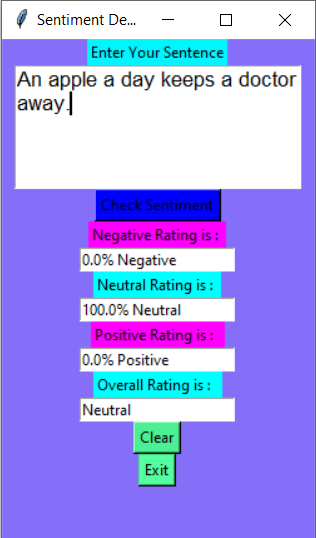 Sentiment De...
Enter Your Sentence
An apple a day keeps a doctor
away.
Check Sentiment
Negative Rating is :
0.0% Negative
Neutral Rating is :
100.0% Neutral
Positive Rating is :
0.0% Positive
Overall Rating is :
Neutral
Clear
Exit